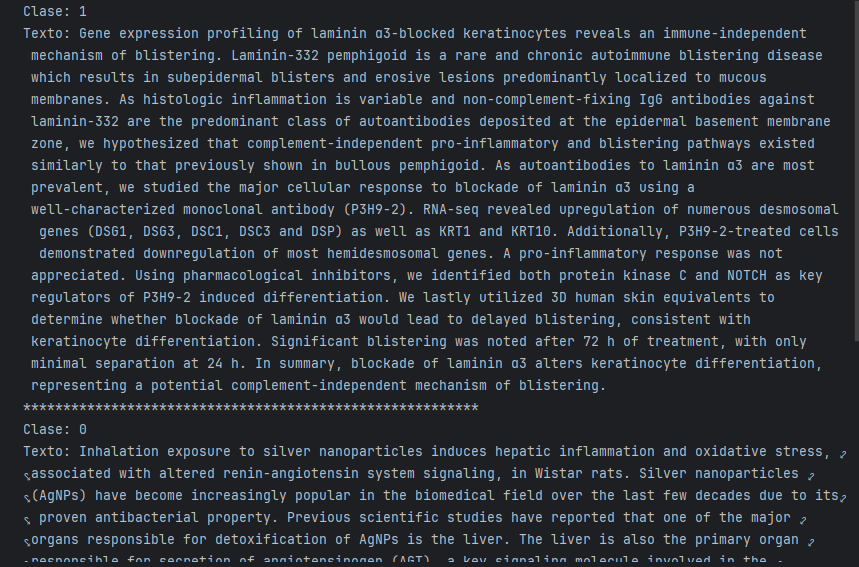 Clase: 1
Texto: Gene expression profiling of laminin α3-blocked keratinocytes reveals an immune-independent
mechanism of blistering. Laminin-332 pemphigoid is a rare and chronic autoimmune blistering disease
which results in subepidermal blisters and erosive lesions predominantly localized to mucous
membranes. As histologic inflammation is variable and non-complement-fixing IgG antibodies against
laminin-332 are the predominant class of autoantibodies deposited at the epidermal basement membrane
zone, we hypothesized that complement-independent pro-inflammatory and blistering pathways existed
similarly to that previously shown in bullous pemphigoid. As autoantibodies to laminin α3 are most
prevalent, we studied the major cellular response to blockade of laminin α3 using a
well-characterized monoclonal antibody (P3H9-2). RNA-seq revealed upregulation of numerous desmosomal
genes (DSG1, DSG3, DSC1, DSC3 and DSP) as well as KRT1 and KRT10. Additionally, P3H9-2-treated cells
demonstrated downregulation of most hemidesmosomal genes. A pro-inflammatory response was not
appreciated. Using pharmacological inhibitors, we identified both protein kinase C and NOTCH as key
regulators of P3H9-2 induced differentiation. We lastly utilized 3D human skin equivalents to
determine whether blockade of laminin α3 would lead to delayed blistering, consistent with
keratinocyte differentiation. Significant blistering was noted after 72 h of treatment, with only
minimal separation at 24 h. In summary, blockade of laminin α3 alters keratinocyte differentiation,
representing a potential complement-independent mechanism of blistering.
*********************************************************
Clase: 0
Texto: Inhalation exposure to silver nanoparticles induces hepatic inflammation and oxidative stress,
associated with altered renin-angiotensin system signaling, in Wistar rats. Silver nanoparticles
(AgNPs) have become increasingly popular in the biomedical field over the last few decades due to its
proven antibacterial property. Previous scientific studies have reported that one of the major
organs responsible for detoxification of AgNPs is the liver. The liver is also the primary organ
responsible for secretion of angiotensinogen (AGT), a key signaling molecule involved in the